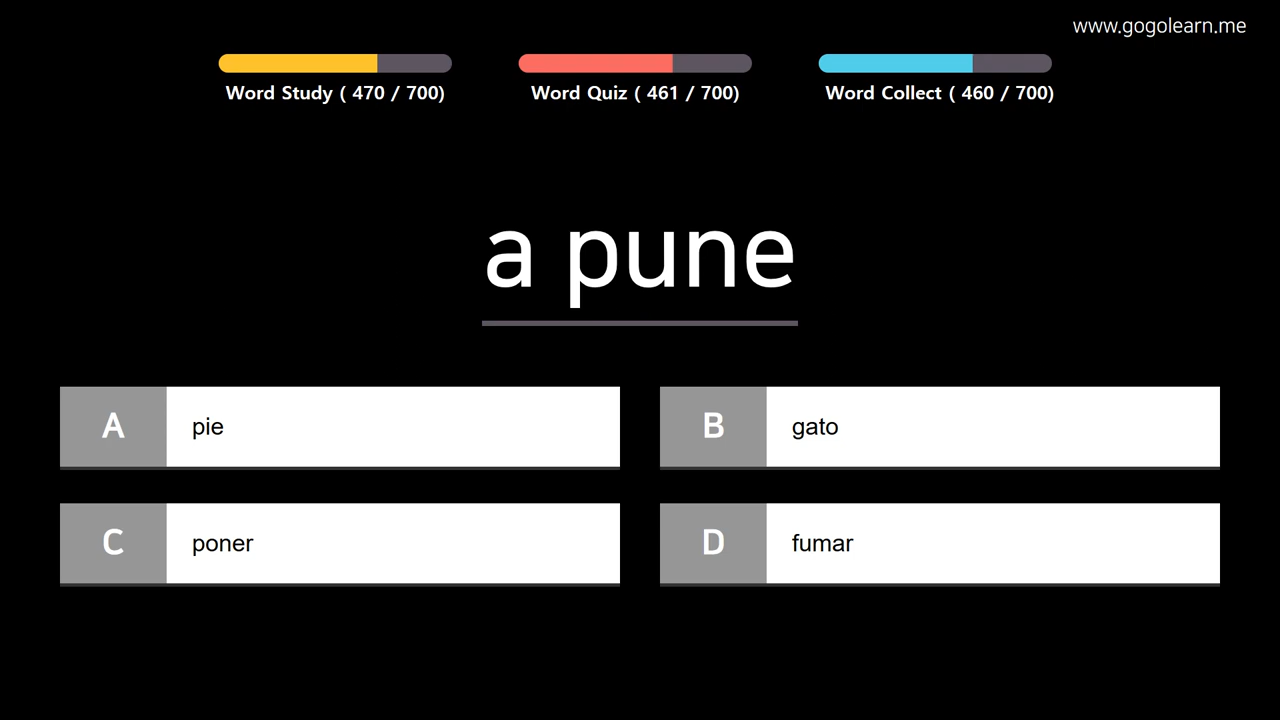 www.gogolearn.me
Word Study ( 470 / 700)
Word Quiz ( 461 / 700)
Word Collect ( 460 / 700)
a pune
A pie
B gato
C poner
D fumar